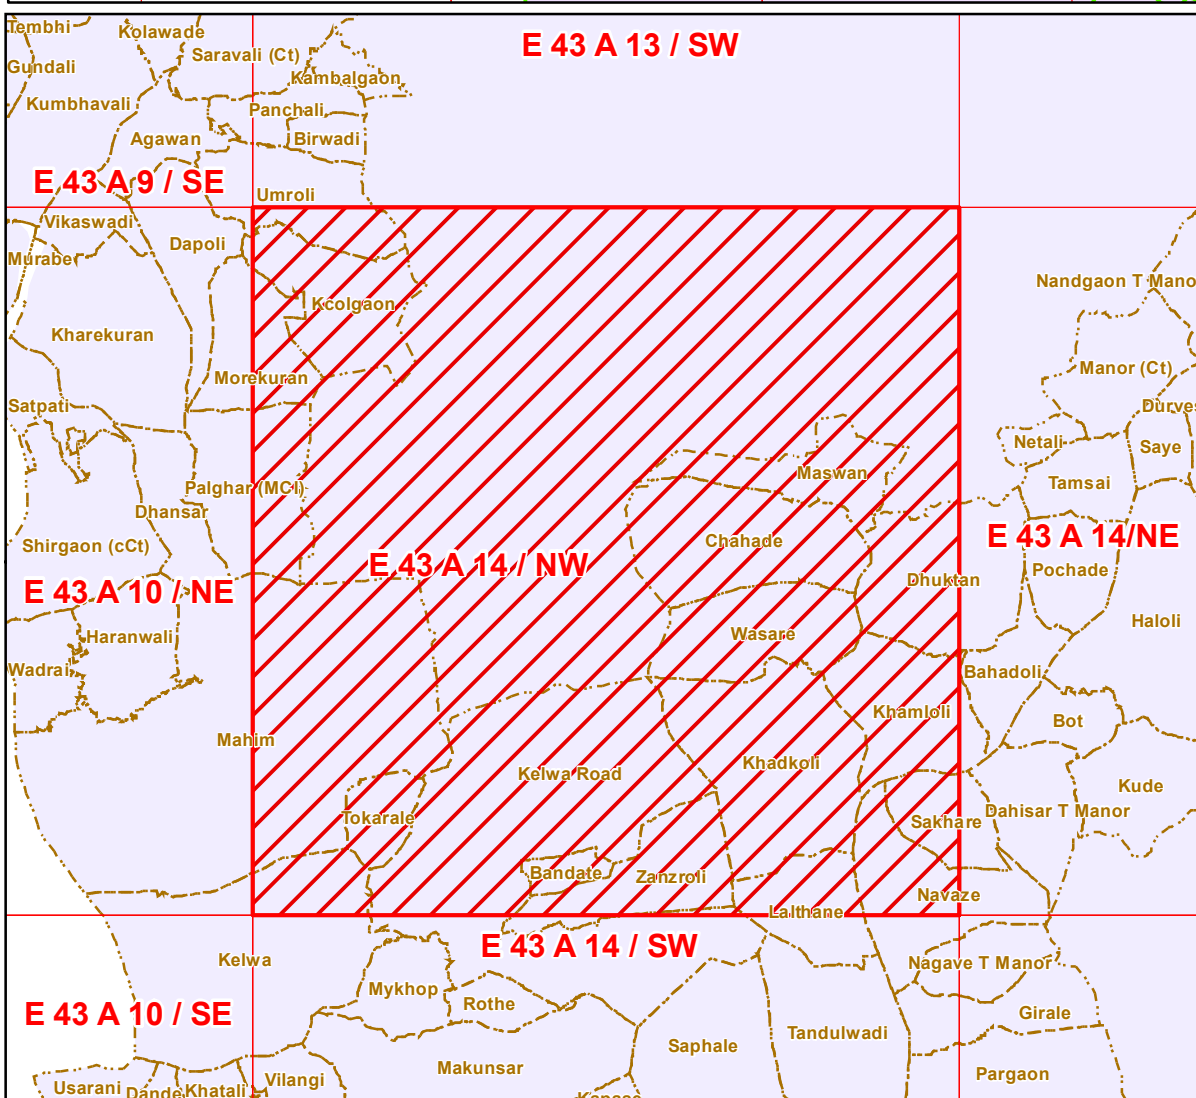 Tembhi
Kolawade
E 43 A 13 / SW
Saravali (Ct)
Gundali
Kambalgaon
Kumbhavali
Panchali
Agawan
Birwadi
E 43 A 9 / SE
Umroli
Vikaswadi
Dapoli
Murabe
Nandgaon T Mano
Kcolgaon
Kharekuran
Manor (Ct)
Morekuran
Satpati
Durves
Netali
Saye
Maswan
Tamsai
Palghar (MCl)
Dhansar
Shirgaon (cCt)
Chahade
E 43 A 14/NE
E 43 A 14 / NW
Pochade
Dhuktan
E 43 A 10 / NE
Haloli
Haranwali
Wasare
Wadrai
Bahadoli
Khamloli
Bot
Mahim
Khadkoli
Kelwa Road
Kude
Tokarale
Sakhare
Dahisar T Manor
Bandate
Zanzroli
Navaze
Lalthane
E 43 A 14 / SW
Kelwa
Nagave T Manor
Mykhop
Rothe
E 43 A 10 / SE
Girale
Tandulwadi
Saphale
Makunsar
Pargaon
Vilangi
Usarani
Dande
Khatali